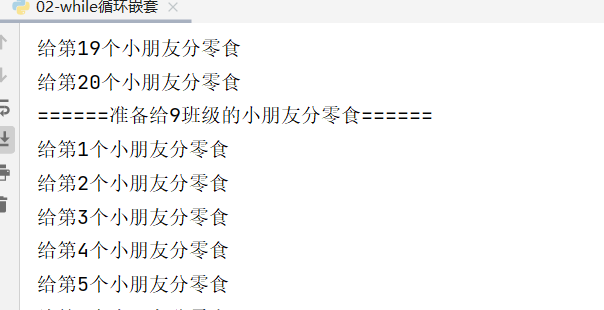 02-while循环嵌套
给第19个小朋友分零食
给第20个小朋友分零食
======准备给9班级的小朋友分零食======
给第1个小朋友分零食
给第2个小朋友分零食
给第3个小朋友分零食
给第4个小朋友分零食
给第5个小朋友分零食